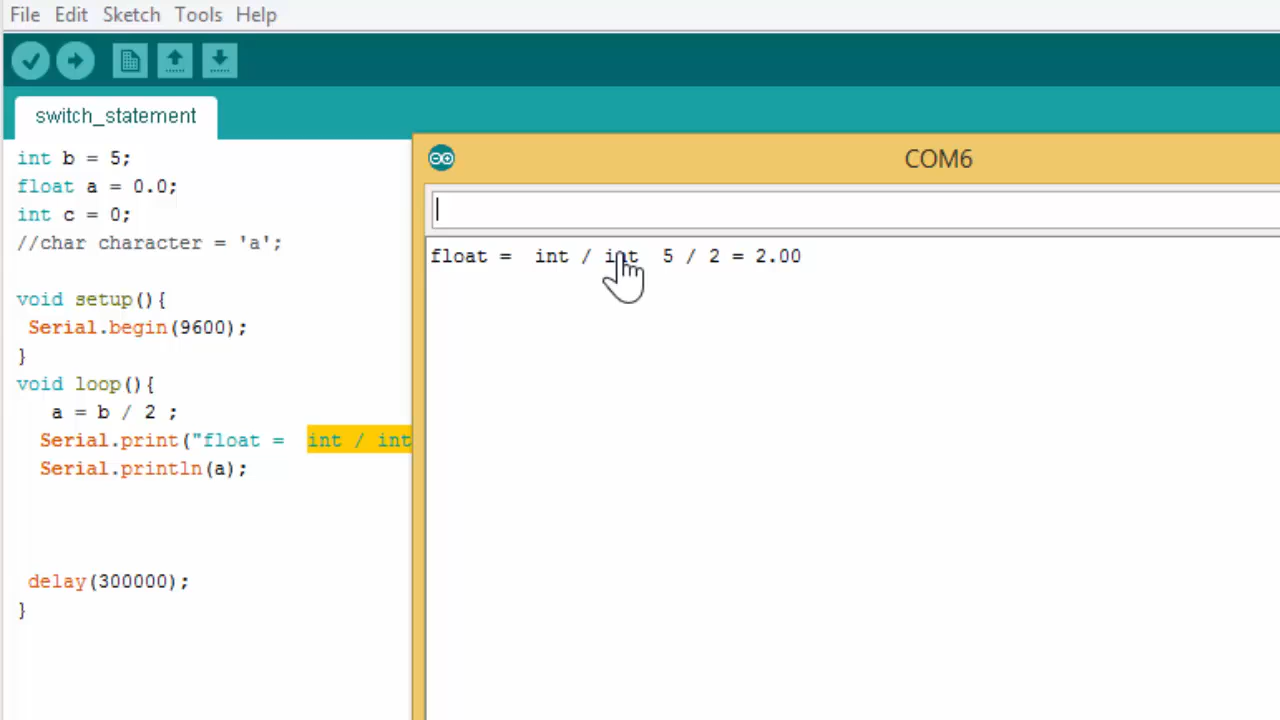 File Edit Sketch Tools Help
switch_statement
int b = 5;
float a = 0.0;
int c = 0;
//char character = 'a';
void setup(){
Serial.begin(9600);
}
void loop(){
a = b / 2 ;
Serial.print("float =  int / int
Serial.println(a);
delay(300000);
}
COM6
float =  int / int  5 / 2 = 2.00